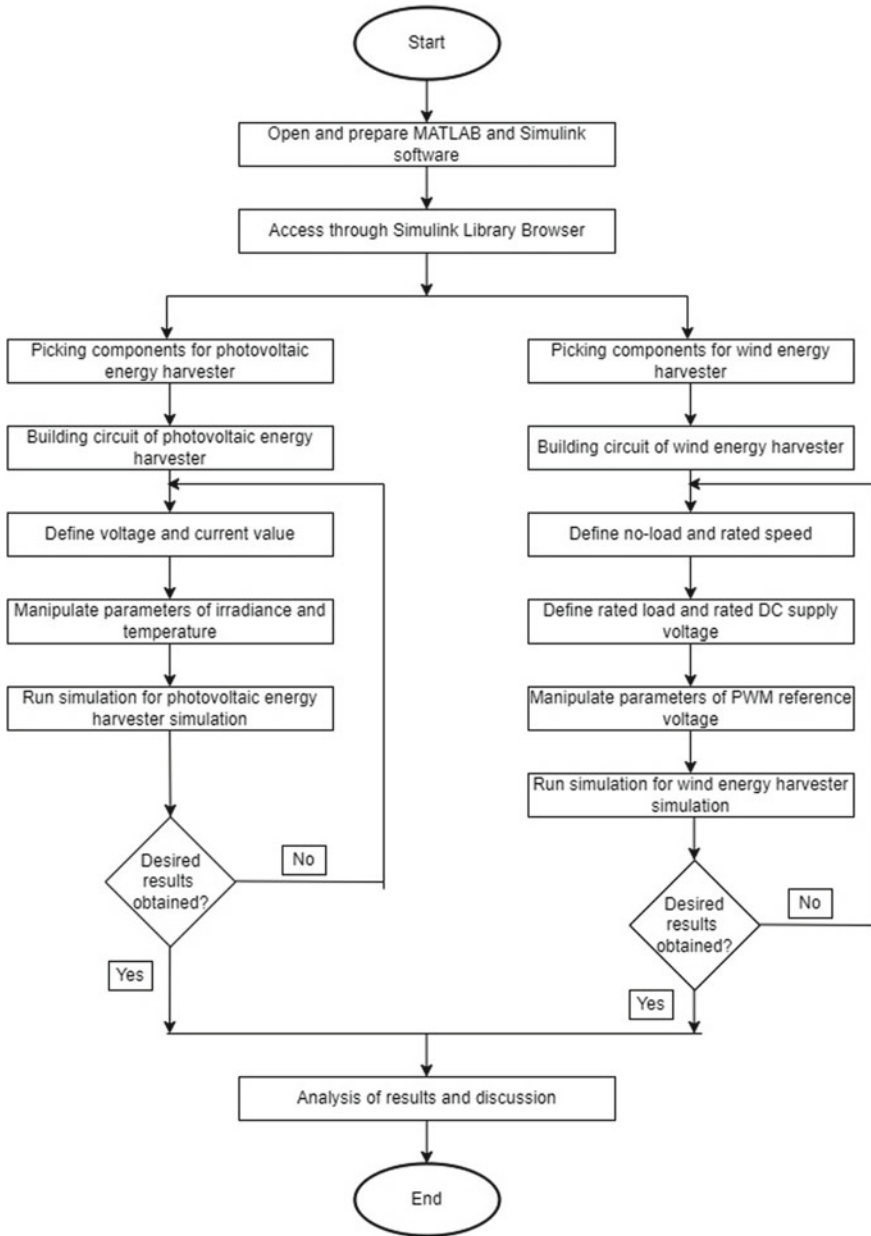 Start
Open and prepare MATLAB and Simulink
software
Access through Simulink Library Browser
Picking components for photovoltaic
energy harvester
Building circuit of photovoltaic energy
harvester
Define voltage and current value
Manipulate parameters of irradiance and
temperature
Run simulation for photovoltaic energy
harvester simulation
Desired
results
obtained?
No
Yes
Picking components for wind energy
harvester
Building circuit of wind energy harvester
Define no-load and rated speed
Define rated load and rated DC supply
voltage
Manipulate parameters of PWM reference
voltage
Run simulation for wind energy harvester
simulation
Desired
results
obtained?
No
Yes
Analysis of results and discussion
End